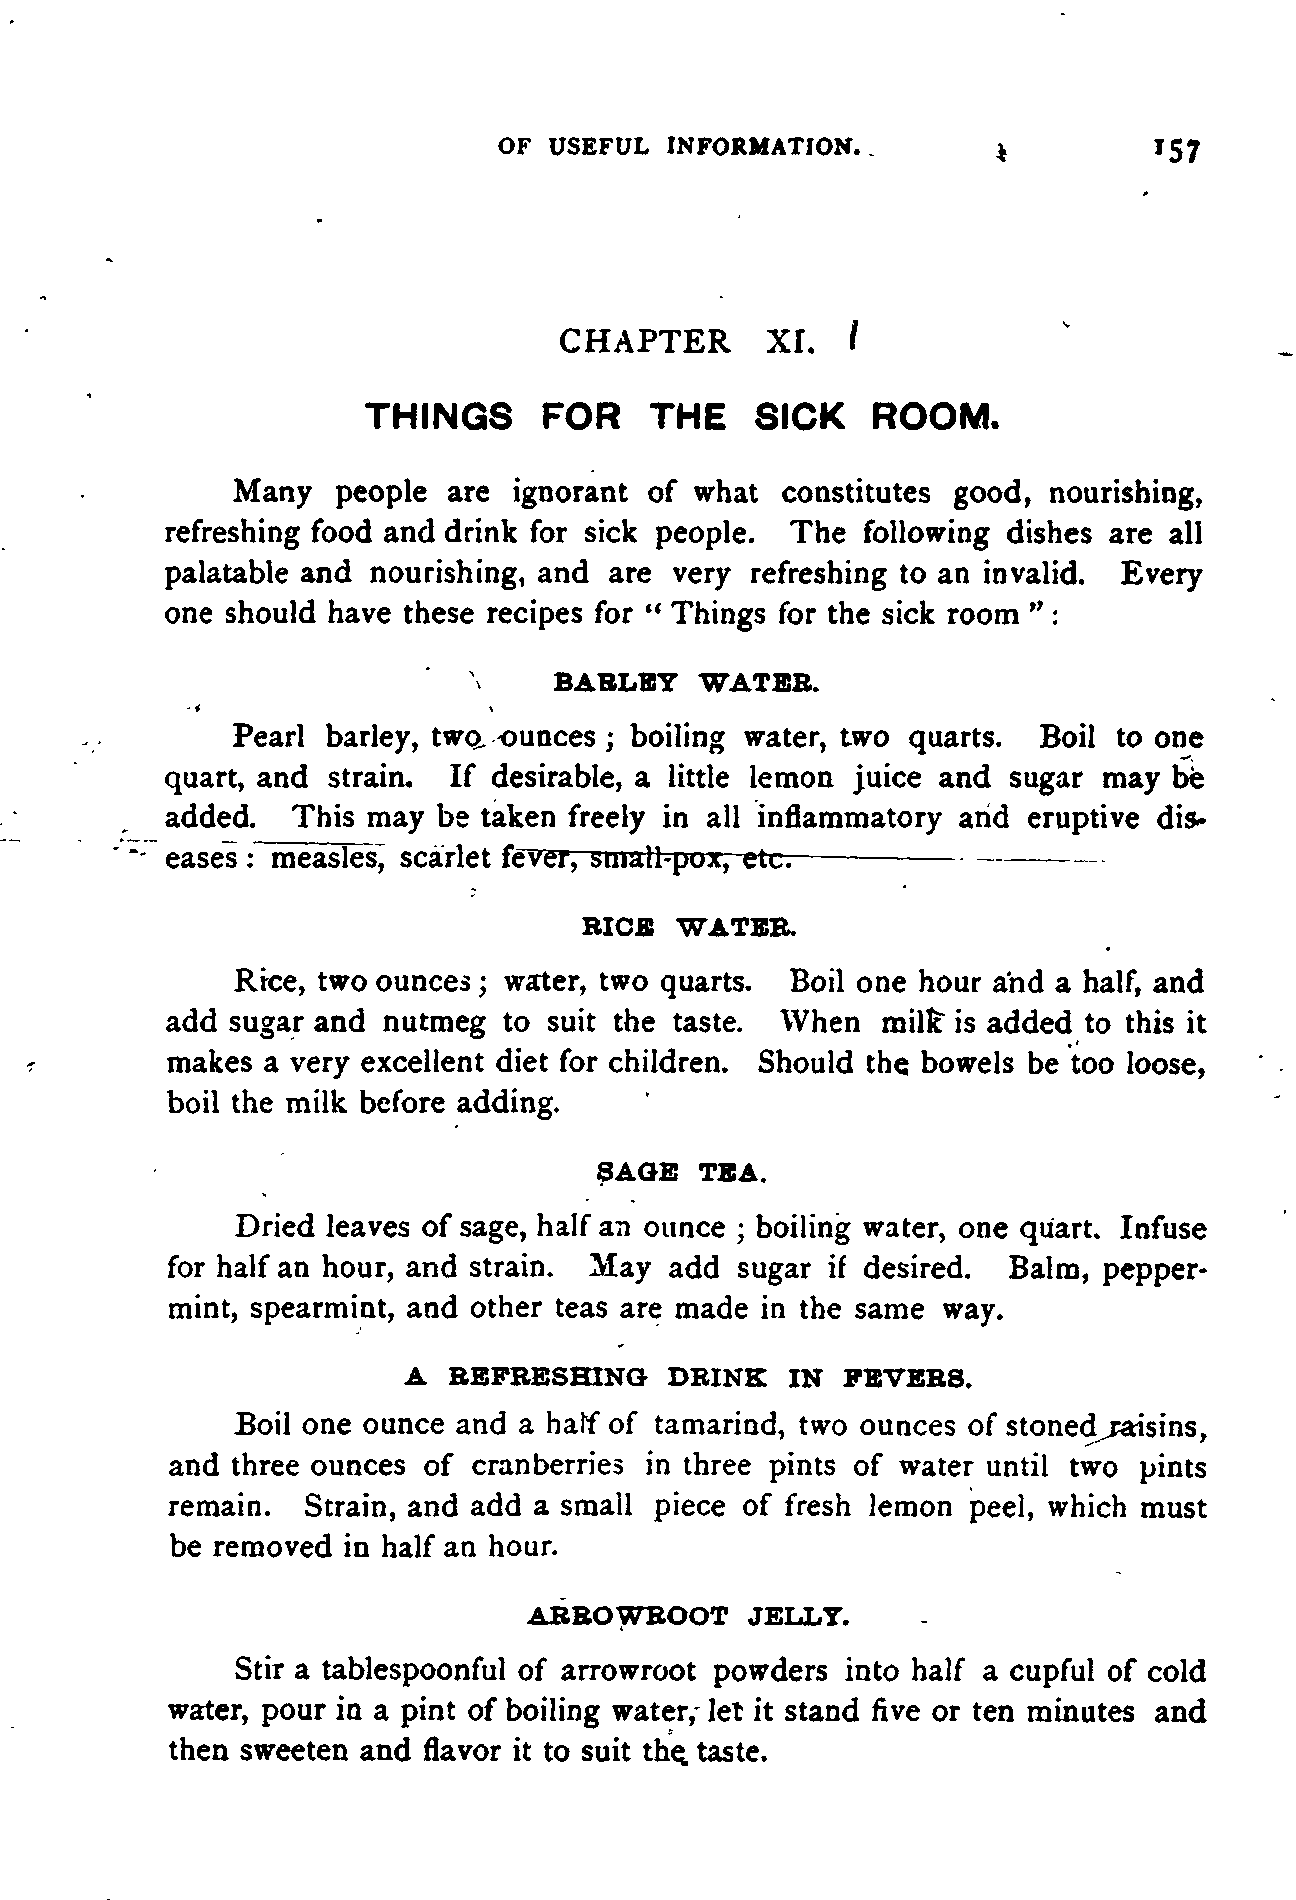 OF USEFUL INFORMATION. 157
CHAPTER XI.
THINGS FOR THE SICK ROOM.
Many people are ignorant of what constitutes good, nourishing,
refreshing food and drink for sick people. The following dishes are all
palatable and nourishing, and are very refreshing to an invalid. Every
one should have these recipes for " Things for the sick room " :
BARLEY WATER.
Pearl barley, two ounces ; boiling water, two quarts. Boil to one
quart, and strain. If desirable, a little lemon juice and sugar may be
added. This may be taken freely in all inflammatory and eruptive dis-
eases : measles, scarlet fever, small-pox, etc.
RICE WATER.
Rice, two ounces ; water, two quarts. Boil one hour and a half, and
add sugar and nutmeg to suit the taste. When milk is added to this it
makes a very excellent diet for children. Should the bowels be too loose,
boil the milk before adding.
SAGE TEA.
Dried leaves of sage, half an ounce ; boiling water, one quart. Infuse
for half an hour, and strain. May add sugar if desired. Balm, pepper-
mint, spearmint, and other teas are made in the same way.
A REFRESHING DRINK IN FEVERS.
Boil one ounce and a half of tamarind, two ounces of stoned raisins,
and three ounces of cranberries in three pints of water until two pints
remain. Strain, and add a small piece of fresh lemon peel, which must
be removed in half an hour.
ARROWROOT JELLY.
Stir a tablespoonful of arrowroot powders into half a cupful of cold
water, pour in a pint of boiling water, let it stand five or ten minutes and
then sweeten and flavor it to suit the taste.